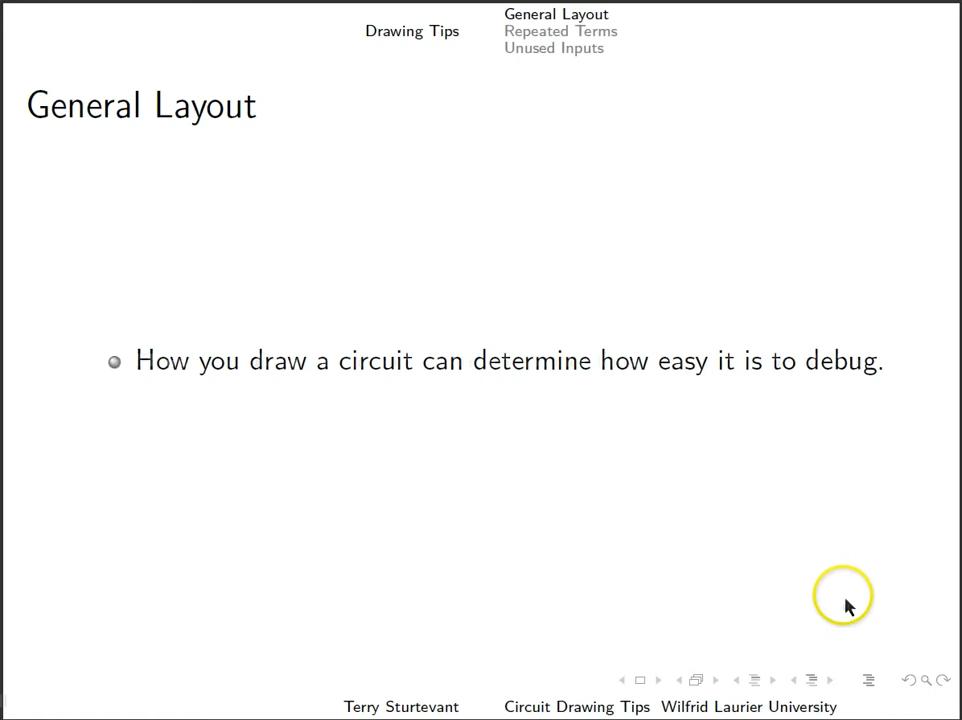 Drawing Tips
General Layout
Repeated Terms
Unused Inputs
General Layout
How you draw a circuit can determine how easy it is to debug.
Terry Sturtevant
Circuit Drawing Tips Wilfrid Laurier University